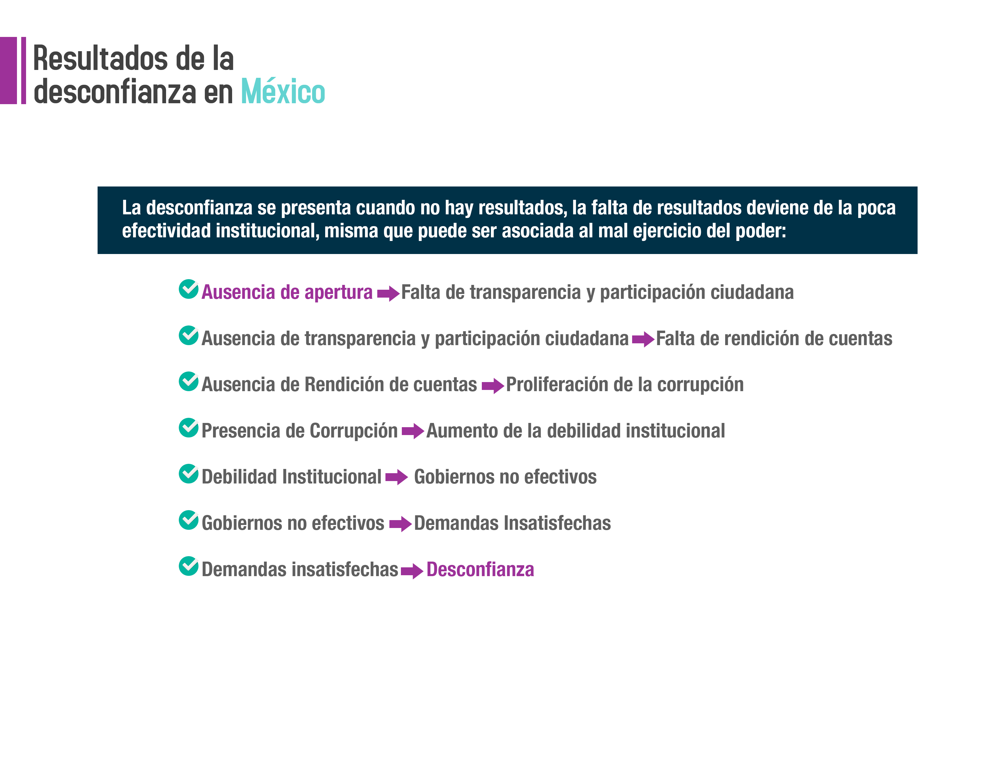 Resultados de la
desconfianza en México
La desconfianza se presenta cuando no hay resultados, la falta de resultados deviene de la poca
efectividad institucional, misma que puede ser asociada al mal ejercicio del poder:
Ausencia de apertura Falta de transparencia y participación ciudadana
Ausencia de transparencia y participación ciudadana Falta de rendición de cuentas
Ausencia de Rendición de cuentas Proliferación de la corrupción
Presencia de Corrupción Aumento de la debilidad institucional
Debilidad Institucional Gobiernos no efectivos
Gobiernos no efectivos Demandas Insatisfechas
Demandas insatisfechas Desconfianza